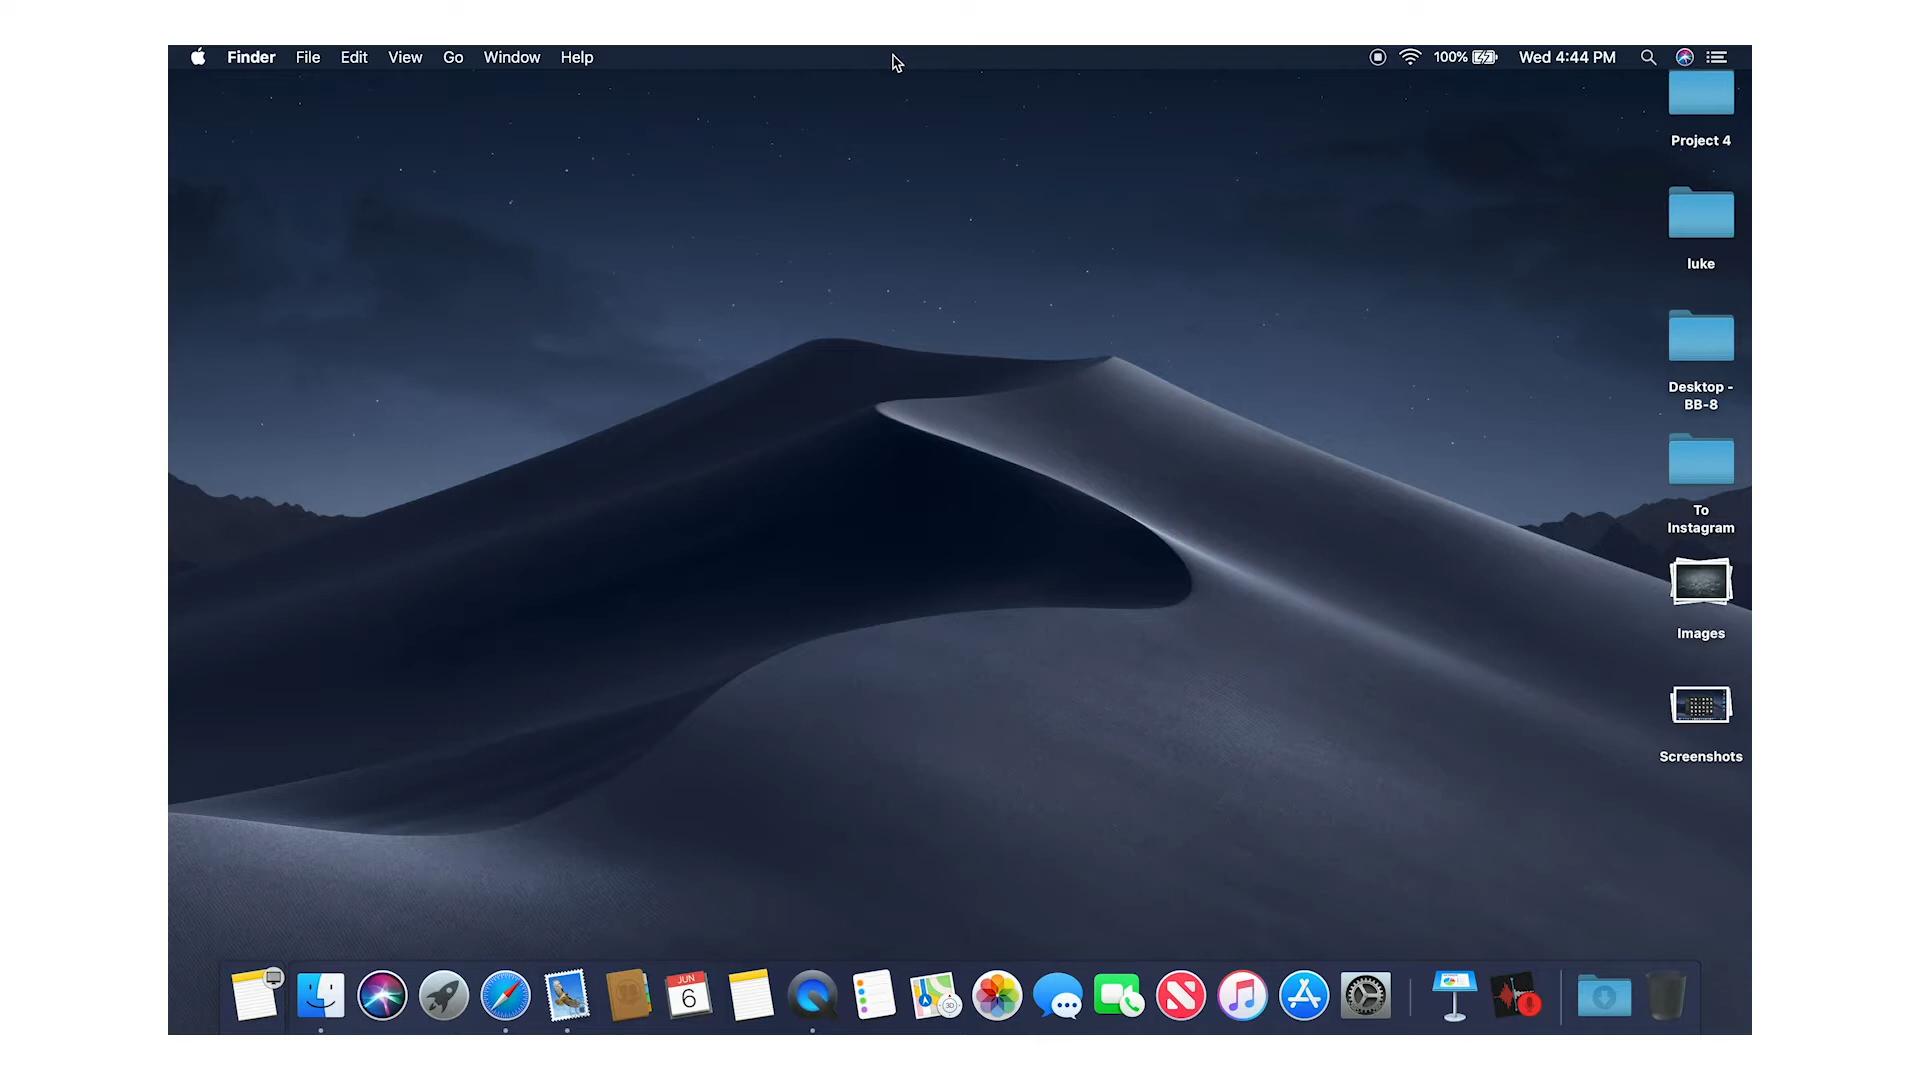 Finder File Edit View Go Window Help 100% Wed 4:44 PM
Project 4
luke
Desktop -
BB-8
To
Instagram
Images
Screenshots
JUN
6
3D